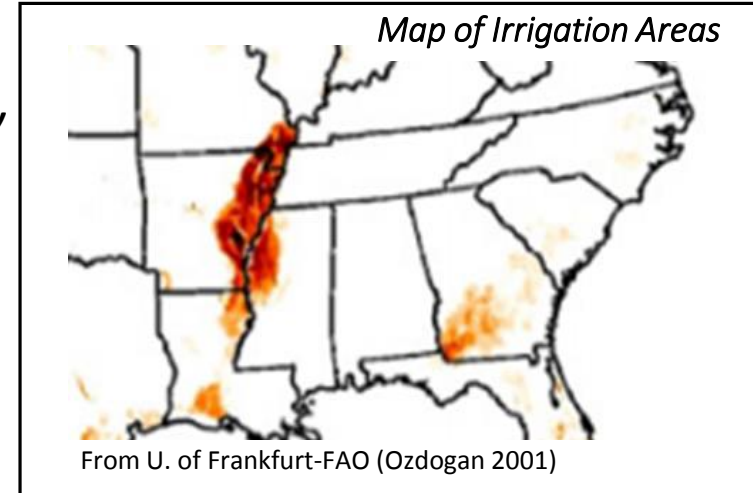 Map of Irrigation Areas
From U. of Frankfurt-FAO (Ozdogan 2001)